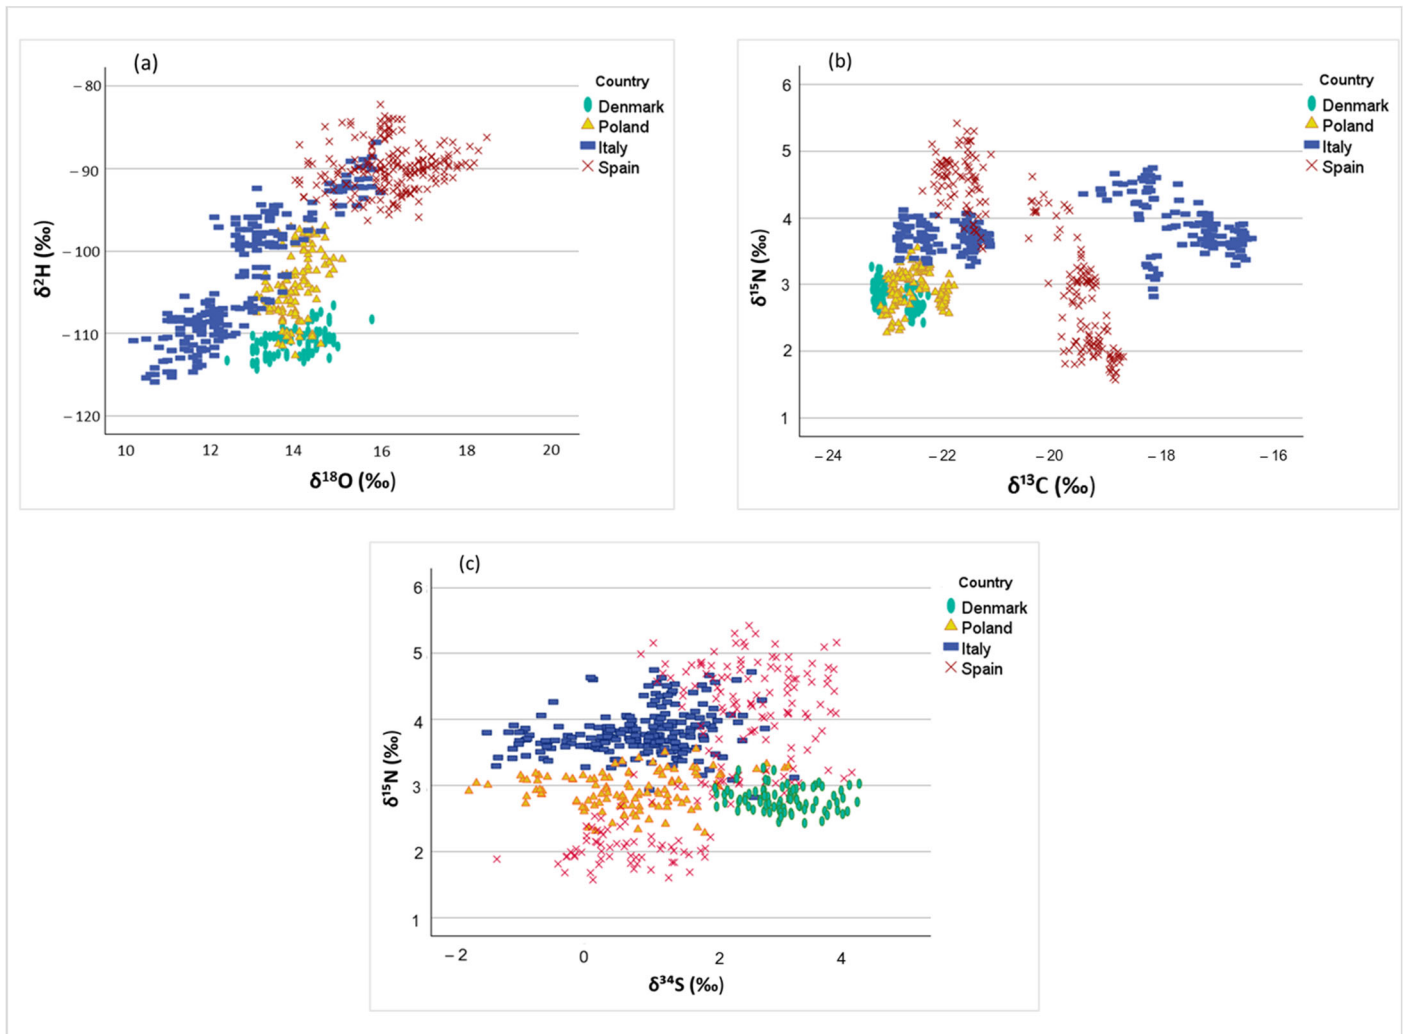 (a)
Country
Denmark
Poland
Italy
Spain
−80
−90
−100
−110
−120
10 12 14 16 18 20
δ²H (‰)
δ¹⁸O (‰)
(b)
Country
Denmark
Poland
Italy
Spain
6
5
4
3
2
1
−24 −22 −20 −18 −16
δ¹⁵N (‰)
δ¹³C (‰)
(c)
Country
Denmark
Poland
Italy
Spain
6
5
4
3
2
1
−2 0 2 4
δ¹⁵N (‰)
δ³⁴S (‰)